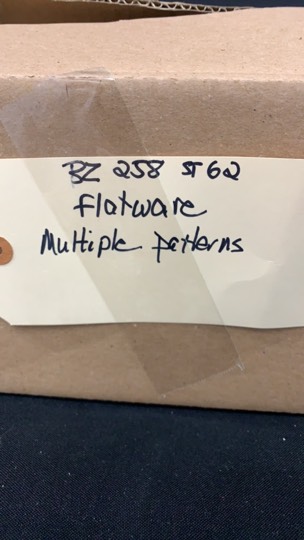 BZ 258 ST 62
flatware
Multiple patterns